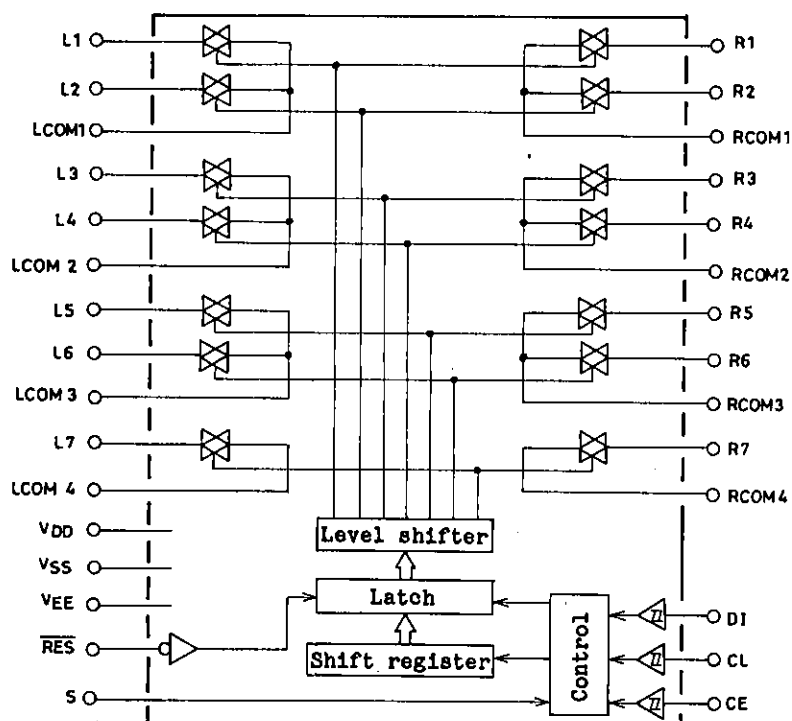 L1
R1
L2
R2
LCOM1
RCOM1
L3
R3
L4
R4
LCOM 2
RCOM2
L5
R5
L6
R6
LCOM 3
RCOM3
L7
R7
LCOM 4
RCOM4
VDD
Level shifter
VSS
VEE
Latch
DI
RES
Shift register
Control
CL
S
CE